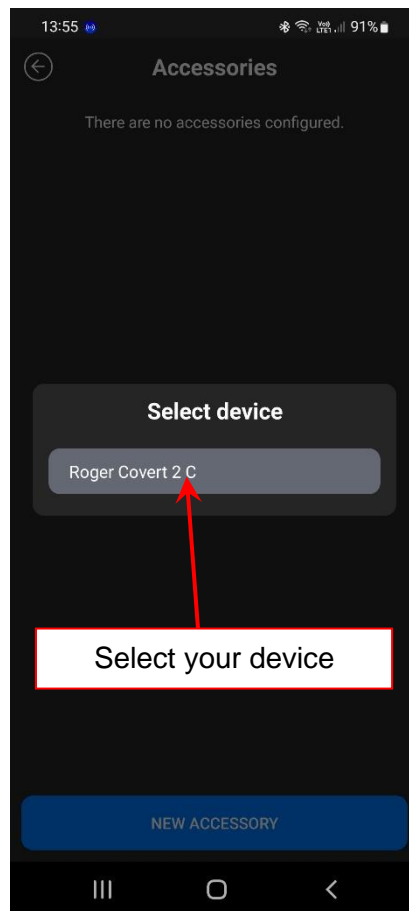 13:55 91%
Accessories
There are no accessories configured.
Select device
Roger Covert 2 C
Select your device
NEW ACCESSORY